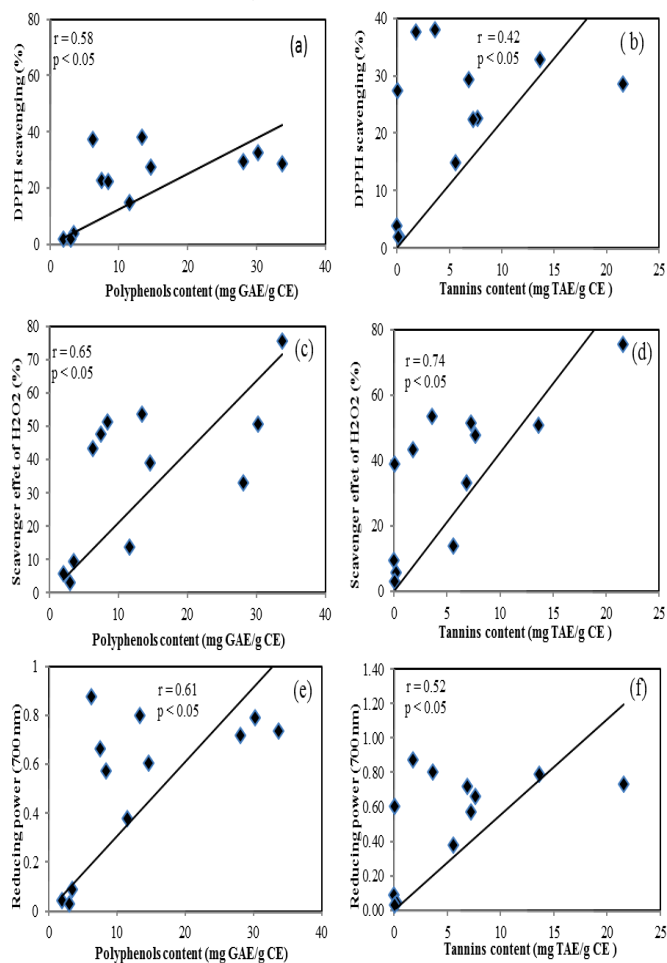 80
60
40
20
0
DPPH scavenging (%)
r = 0.58
p < 0.05
(a)
0 10 20 30 40
Polyphenols content (mg GAE/g CE)
40
30
20
10
0
DPPH scavenging (%)
r = 0.42
p < 0.05
(b)
0 5 10 15 20 25
Tannins content (mg TAE/g CE )
80
70
60
50
40
30
20
10
0
Scavenger effet of H2O2 (%)
r = 0.65
p < 0.05
(c)
0 10 20 30 40
Polyphenols content (mg GAE/g CE)
80
60
40
20
0
Scavenger effet of H2O2 (%)
r = 0.74
p < 0.05
(d)
0 5 10 15 20 25
Tannins content (mg TAE/g CE )
1
0.8
0.6
0.4
0.2
0
Reducing power (700 nm)
r = 0.61
p < 0.05
(e)
0 10 20 30 40
Polyphenols content (mg GAE/g CE)
1.40
1.20
1.00
0.80
0.60
0.40
0.20
0.00
Reducing power (700 nm)
r = 0.52
p < 0.05
(f)
0 5 10 15 20 25
Tannins content (mg TAE/g CE )